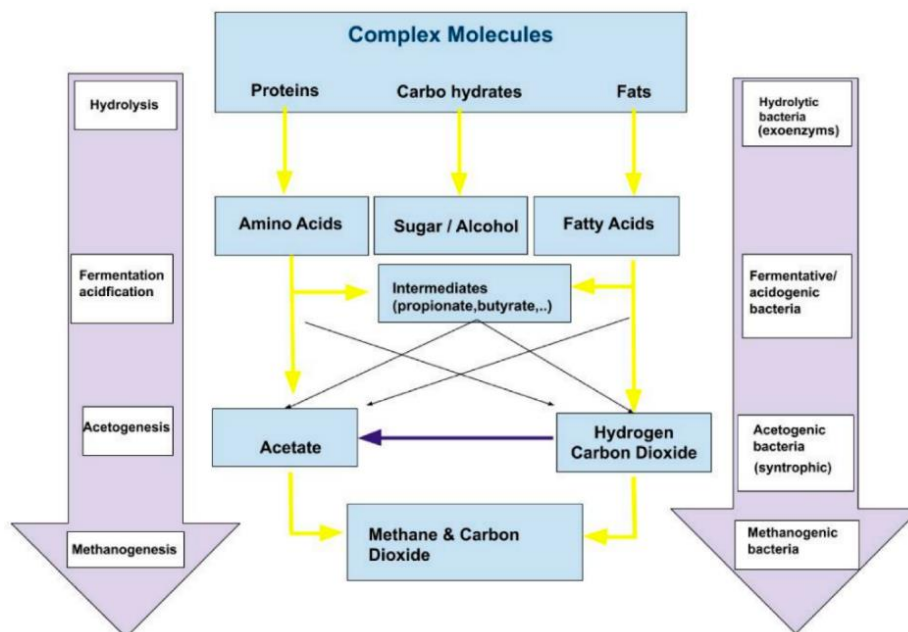 Complex Molecules
Proteins
Carbo hydrates
Fats
Hydrolysis
Hydrolytic
bacteria
(exoenzyms)
Amino Acids
Sugar / Alcohol
Fatty Acids
Fermentation
acidfication
Intermediates
(propionate,butyrate,..)
Fermentative/
acidogenic
bacteria
Acetogenesis
Acetate
Hydrogen
Carbon Dioxide
Acetogenic
bacteria
(syntrophic)
Methanogenesis
Methane & Carbon
Dioxide
Methanogenic
bacteria